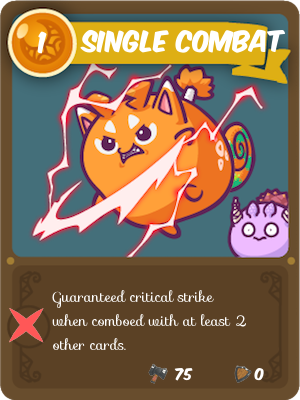 1 SINGLE COMBAT
Guaranteed critical strike
when comboed with at least 2
other cards.
75 0